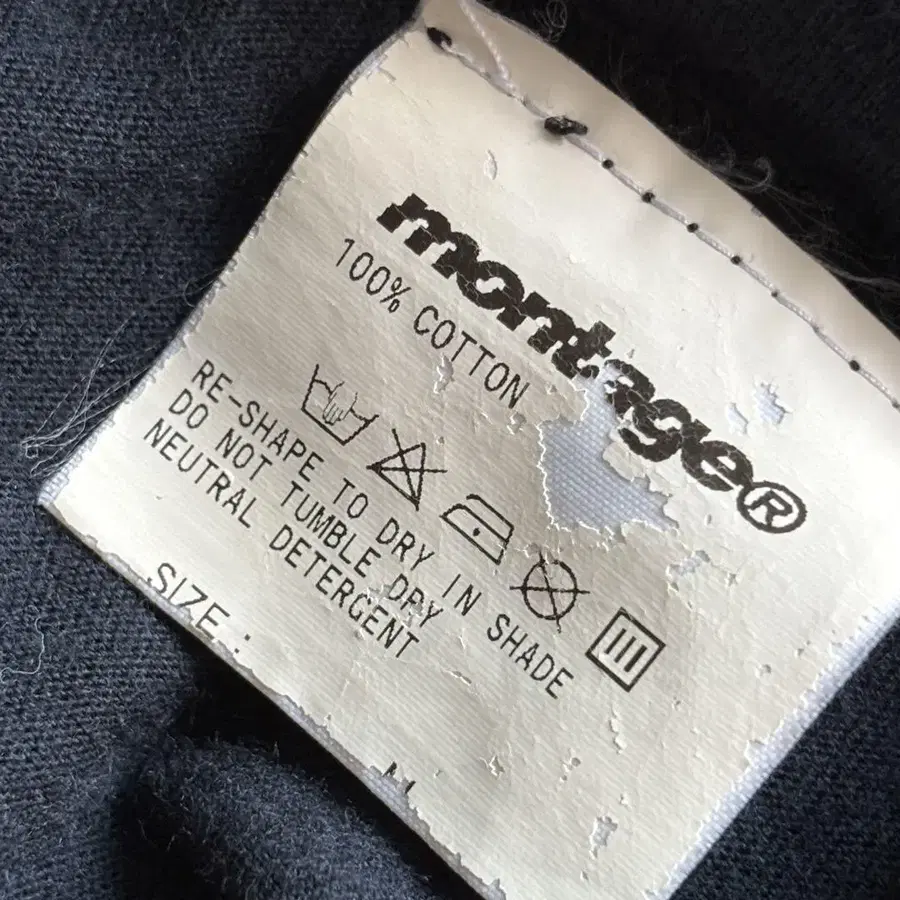 montage®
100% COTTON
RE-SHAPE TO DRY IN SHADE
DO NOT TUMBLE DRY
NEUTRAL DETERGENT
SIZE :